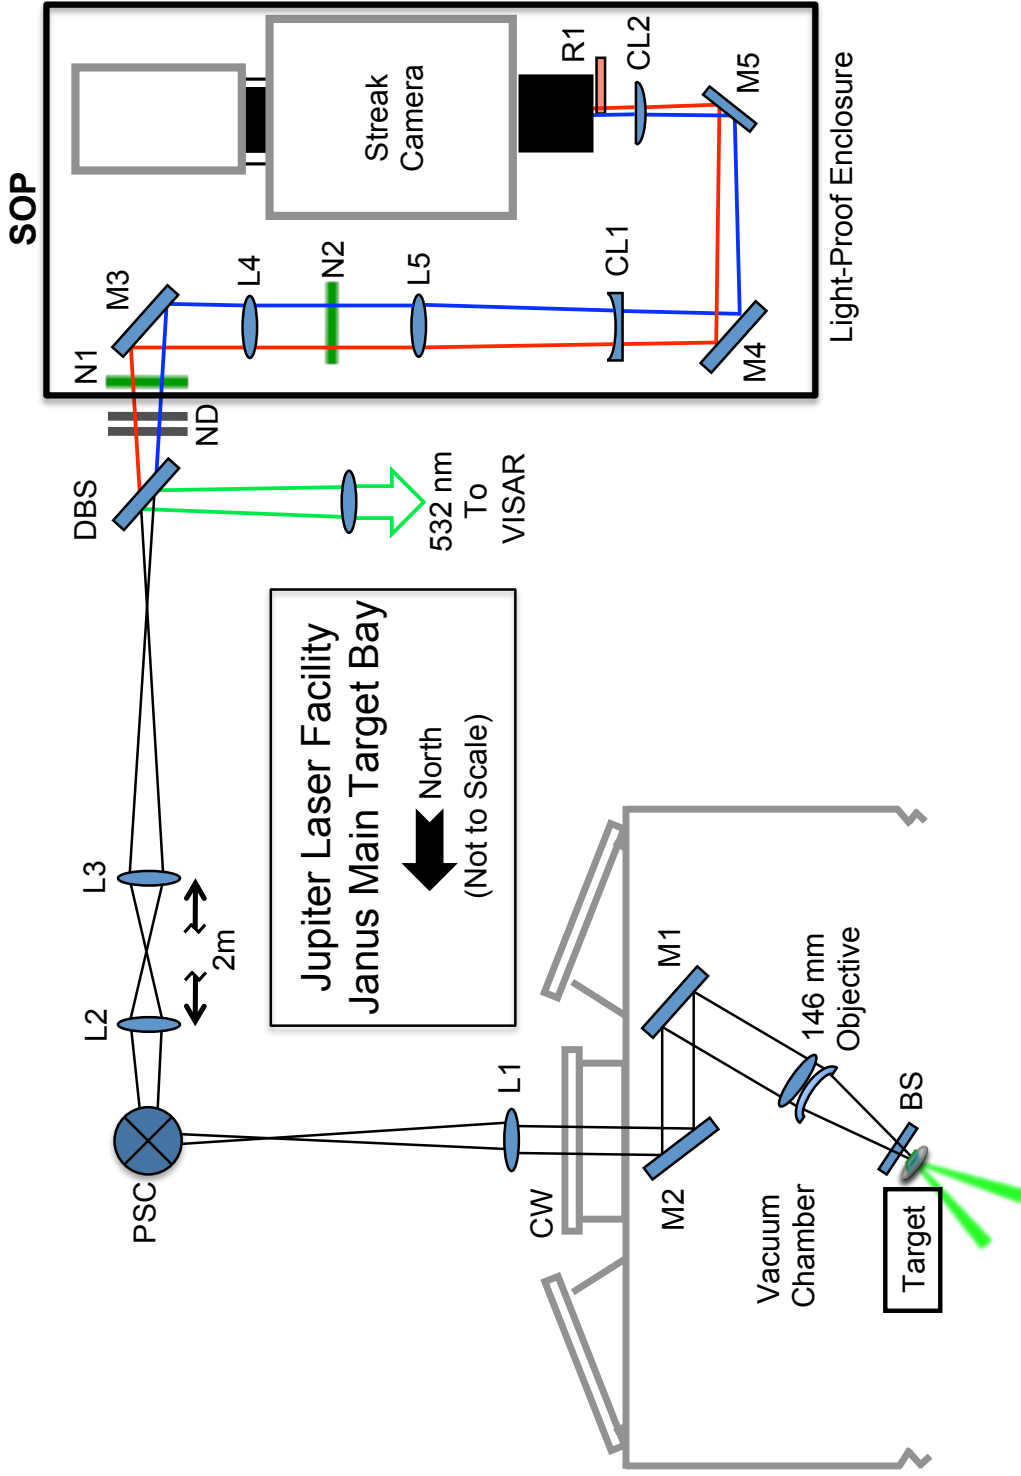 SOP
M3
N1
L4
N2
L5
CL1
M4
M5
CL2
R1
Streak
Camera
Light-Proof Enclosure
ND
DBS
532 nm
To
VISAR
L3
2m
L2
PSC
Jupiter Laser Facility
Janus Main Target Bay
North
(Not to Scale)
L1
CW
M1
M2
146 mm
Objective
BS
Vacuum
Chamber
Target